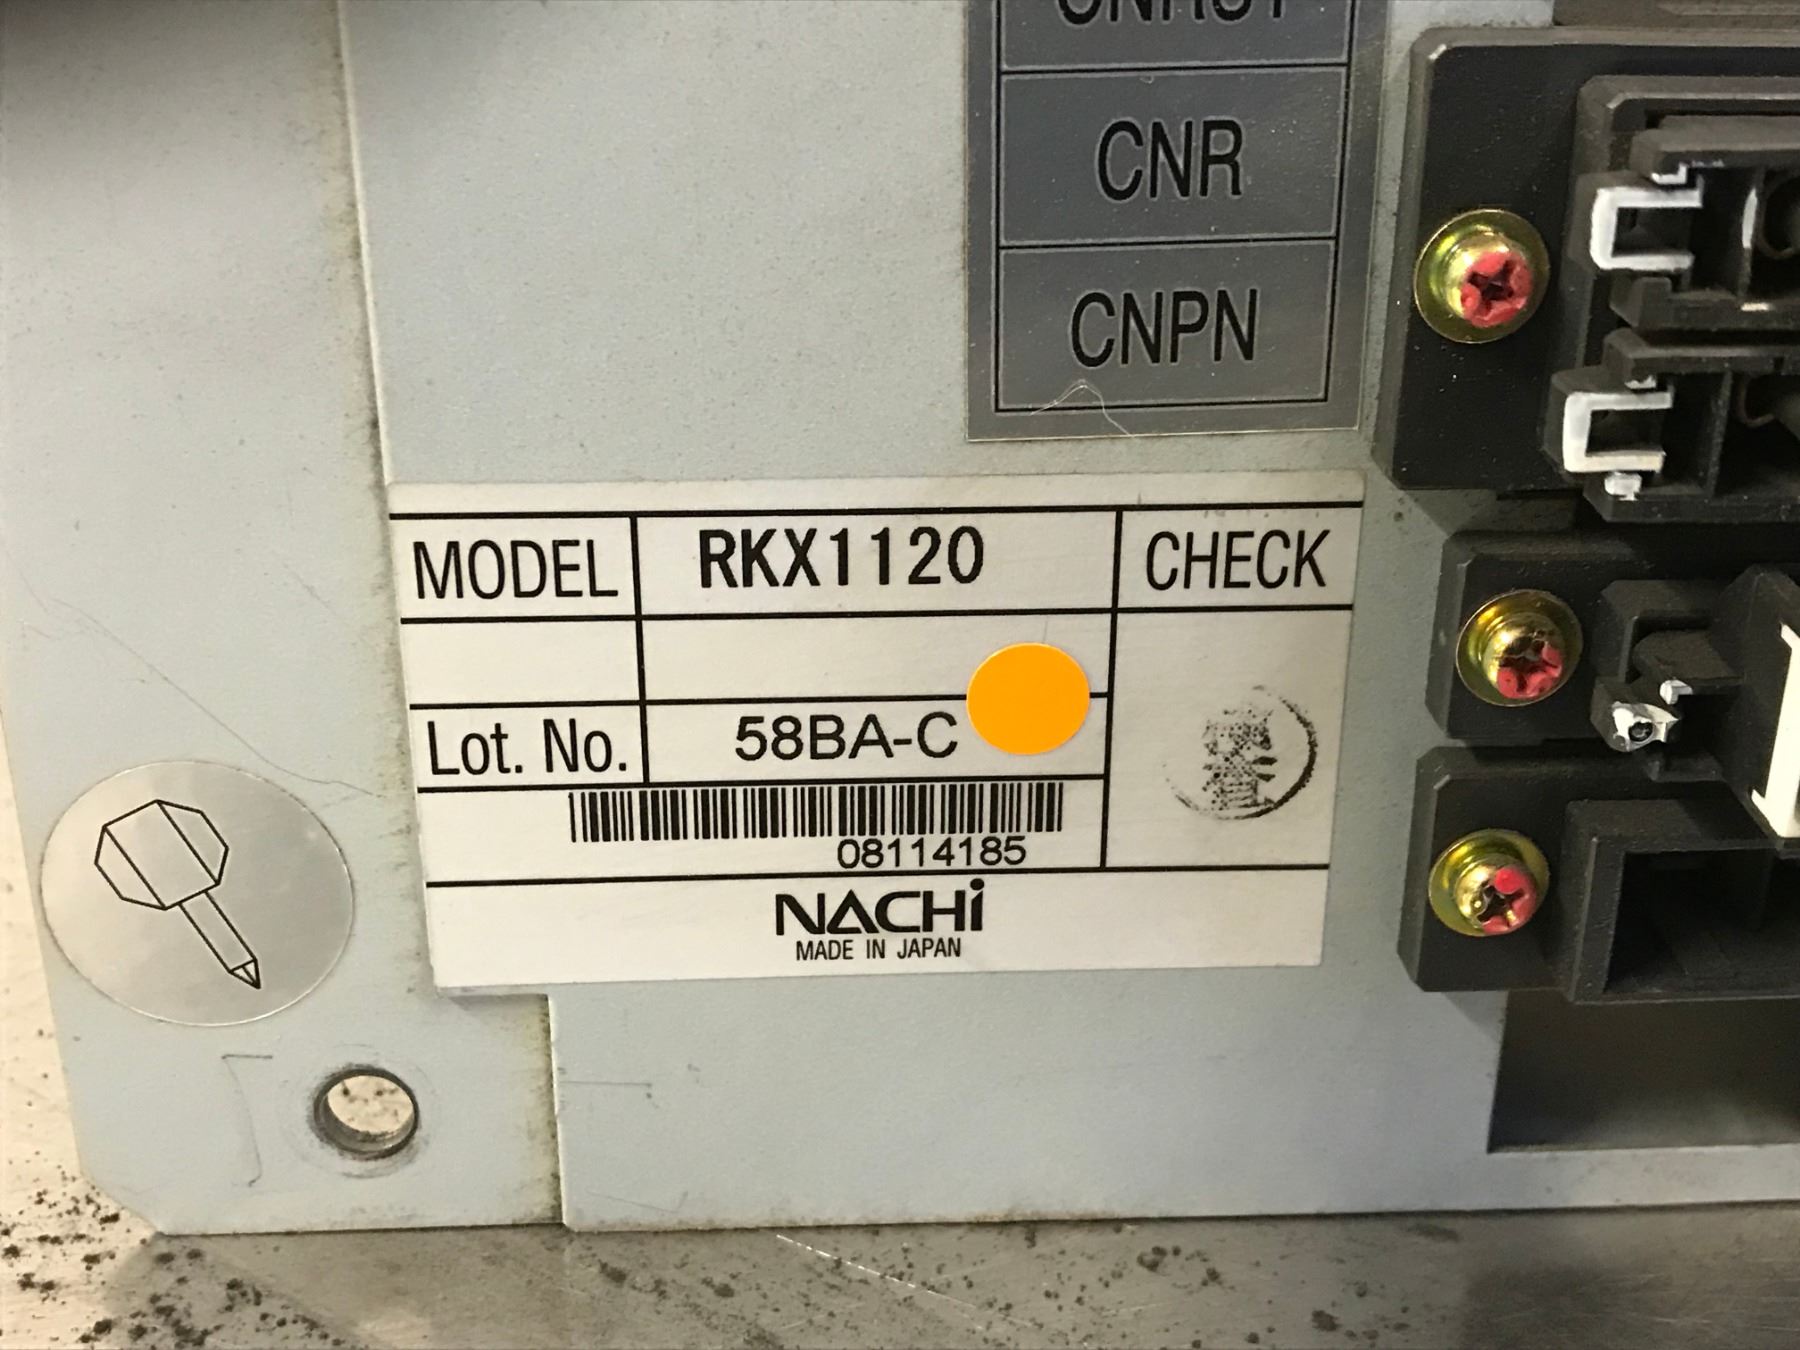 CNR
CNPN
MODEL RKX1120 CHECK
Lot. No. 58BA-C
08114185
NACHi
MADE IN JAPAN